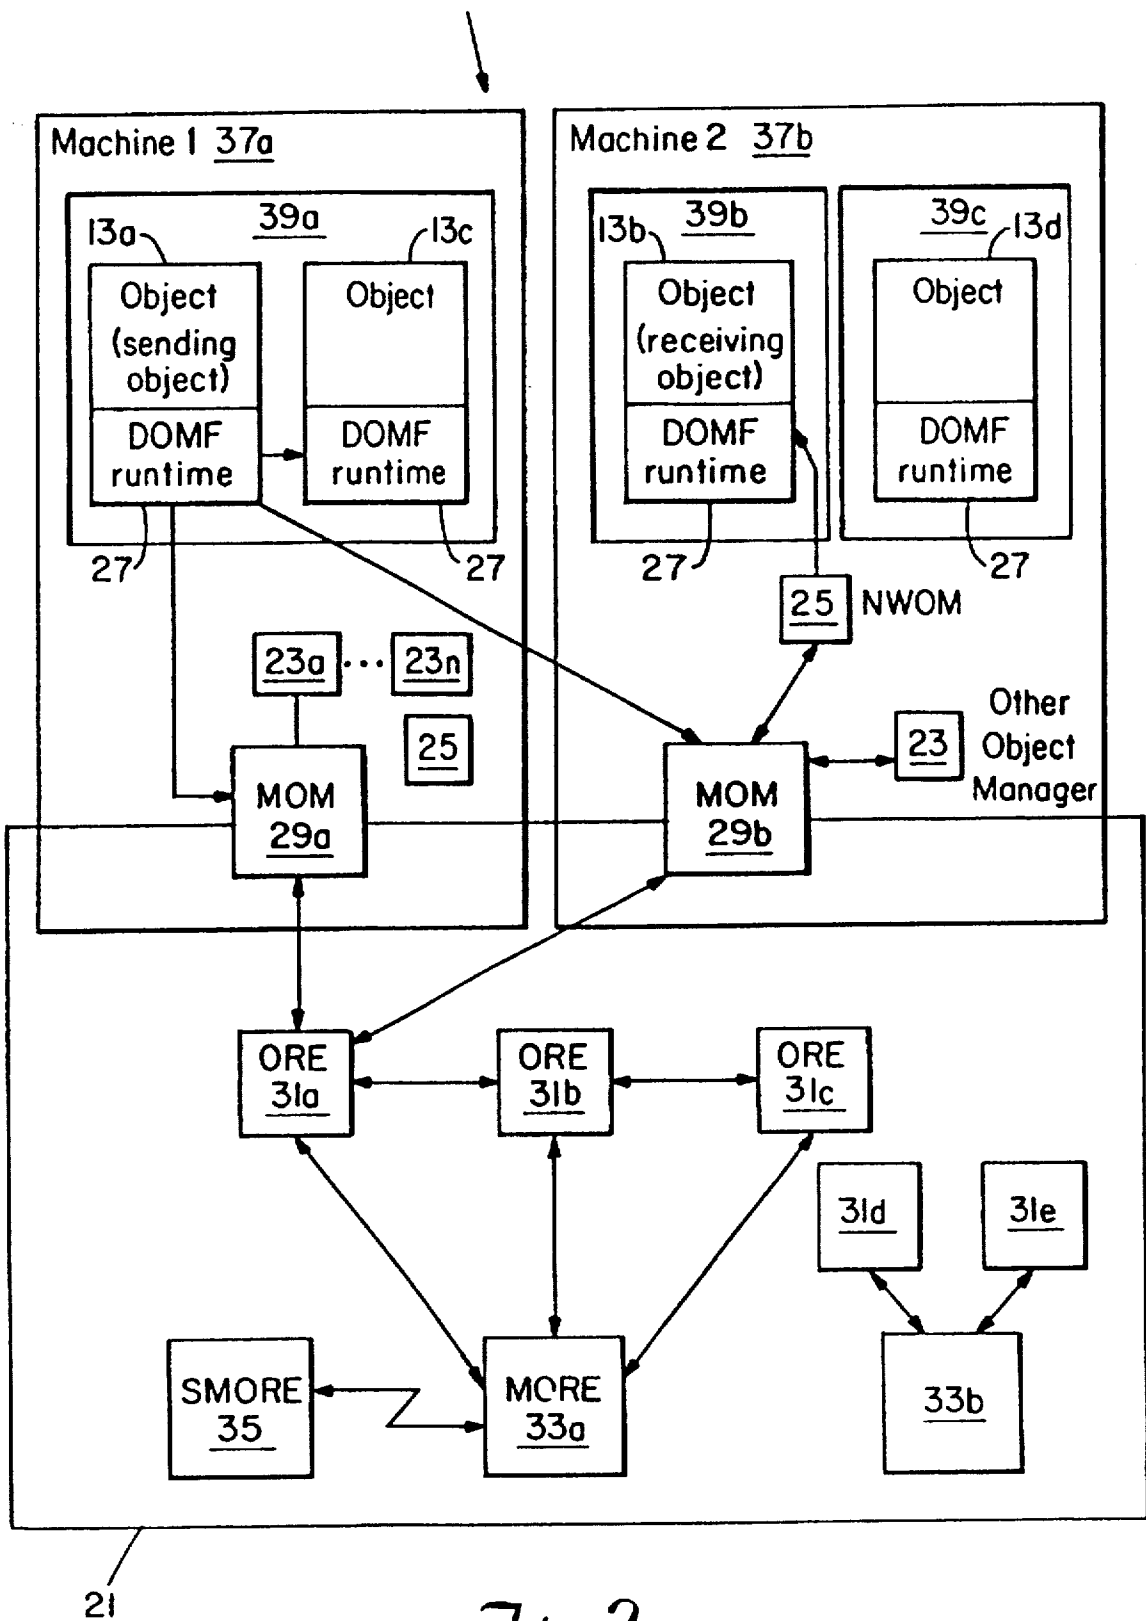 Machine 1 37a
Machine 2 37b
39a
13a
13c
Object
(sending
object)
DOMF
runtime
Object
DOMF
runtime
27
27
39b
39c
13b
13d
Object
(receiving
object)
DOMF
runtime
Object
DOMF
runtime
27
27
25 NWOM
23a ... 23n
25
MOM
29a
MOM
29b
23
Other
Object
Manager
ORE
31a
ORE
31b
ORE
31c
31d
31e
SMORE
35
MORE
33a
33b
21